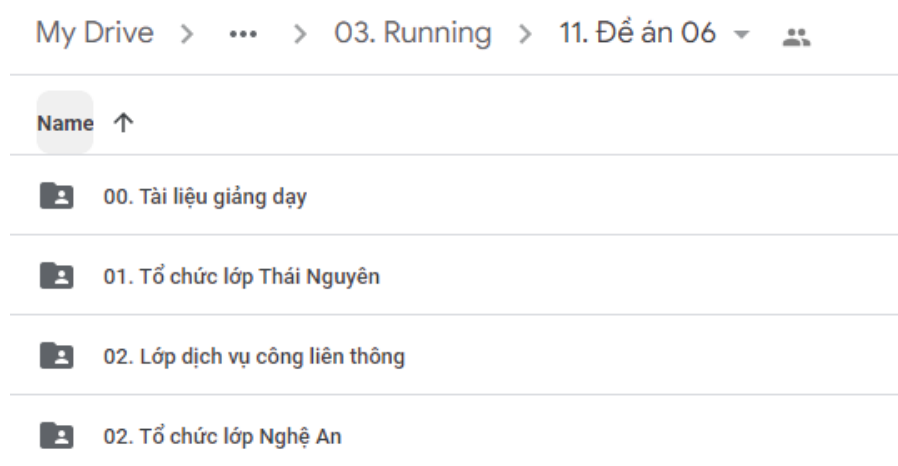 My Drive > ... > 03. Running > 11. Đề án 06
Name
00. Tài liệu giảng dạy
01. Tổ chức lớp Thái Nguyên
02. Lớp dịch vụ công liên thông
02. Tổ chức lớp Nghệ An